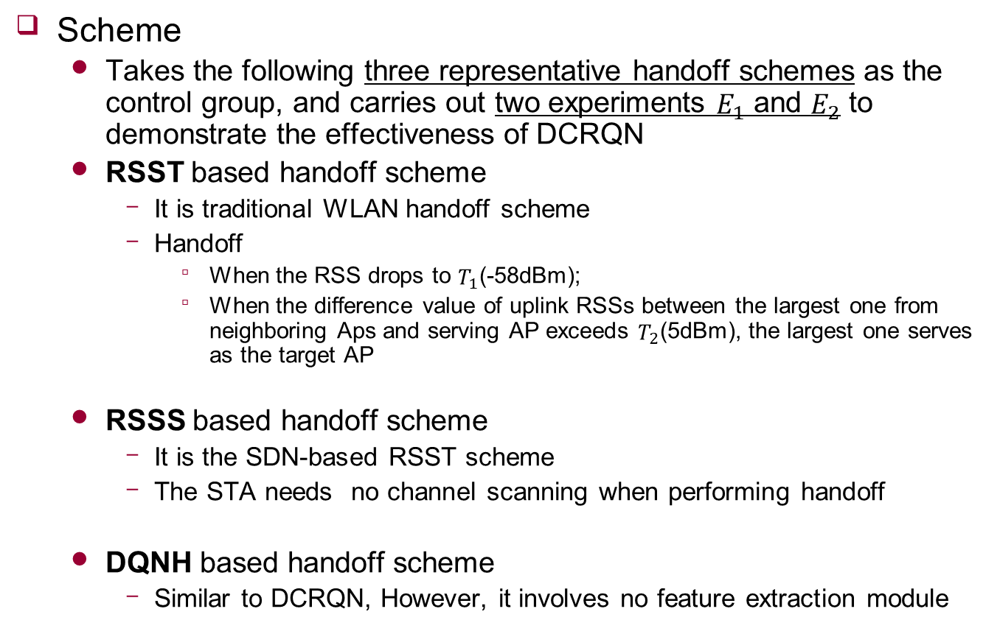 Scheme
Takes the following three representative handoff schemes as the
control group, and carries out two experiments E₁ and E₂ to
demonstrate the effectiveness of DCRQN
RSST based handoff scheme
– It is traditional WLAN handoff scheme
– Handoff
When the RSS drops to T₁(-58dBm);
When the difference value of uplink RSSs between the largest one from
neighboring Aps and serving AP exceeds T₂(5dBm), the largest one serves
as the target AP
RSSS based handoff scheme
– It is the SDN-based RSST scheme
– The STA needs no channel scanning when performing handoff
DQNH based handoff scheme
– Similar to DCRQN, However, it involves no feature extraction module